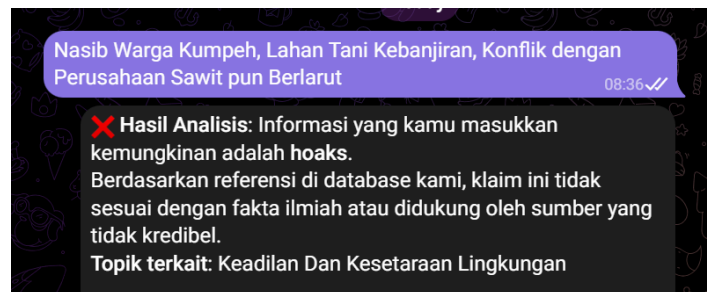 Nasib Warga Kumpeh, Lahan Tani Kebanjiran, Konflik dengan
Perusahaan Sawit pun Berlarut
08:36
❌ Hasil Analisis: Informasi yang kamu masukkan
kemungkinan adalah hoaks.
Berdasarkan referensi di database kami, klaim ini tidak
sesuai dengan fakta ilmiah atau didukung oleh sumber yang
tidak kredibel.
Topik terkait: Keadilan Dan Kesetaraan Lingkungan